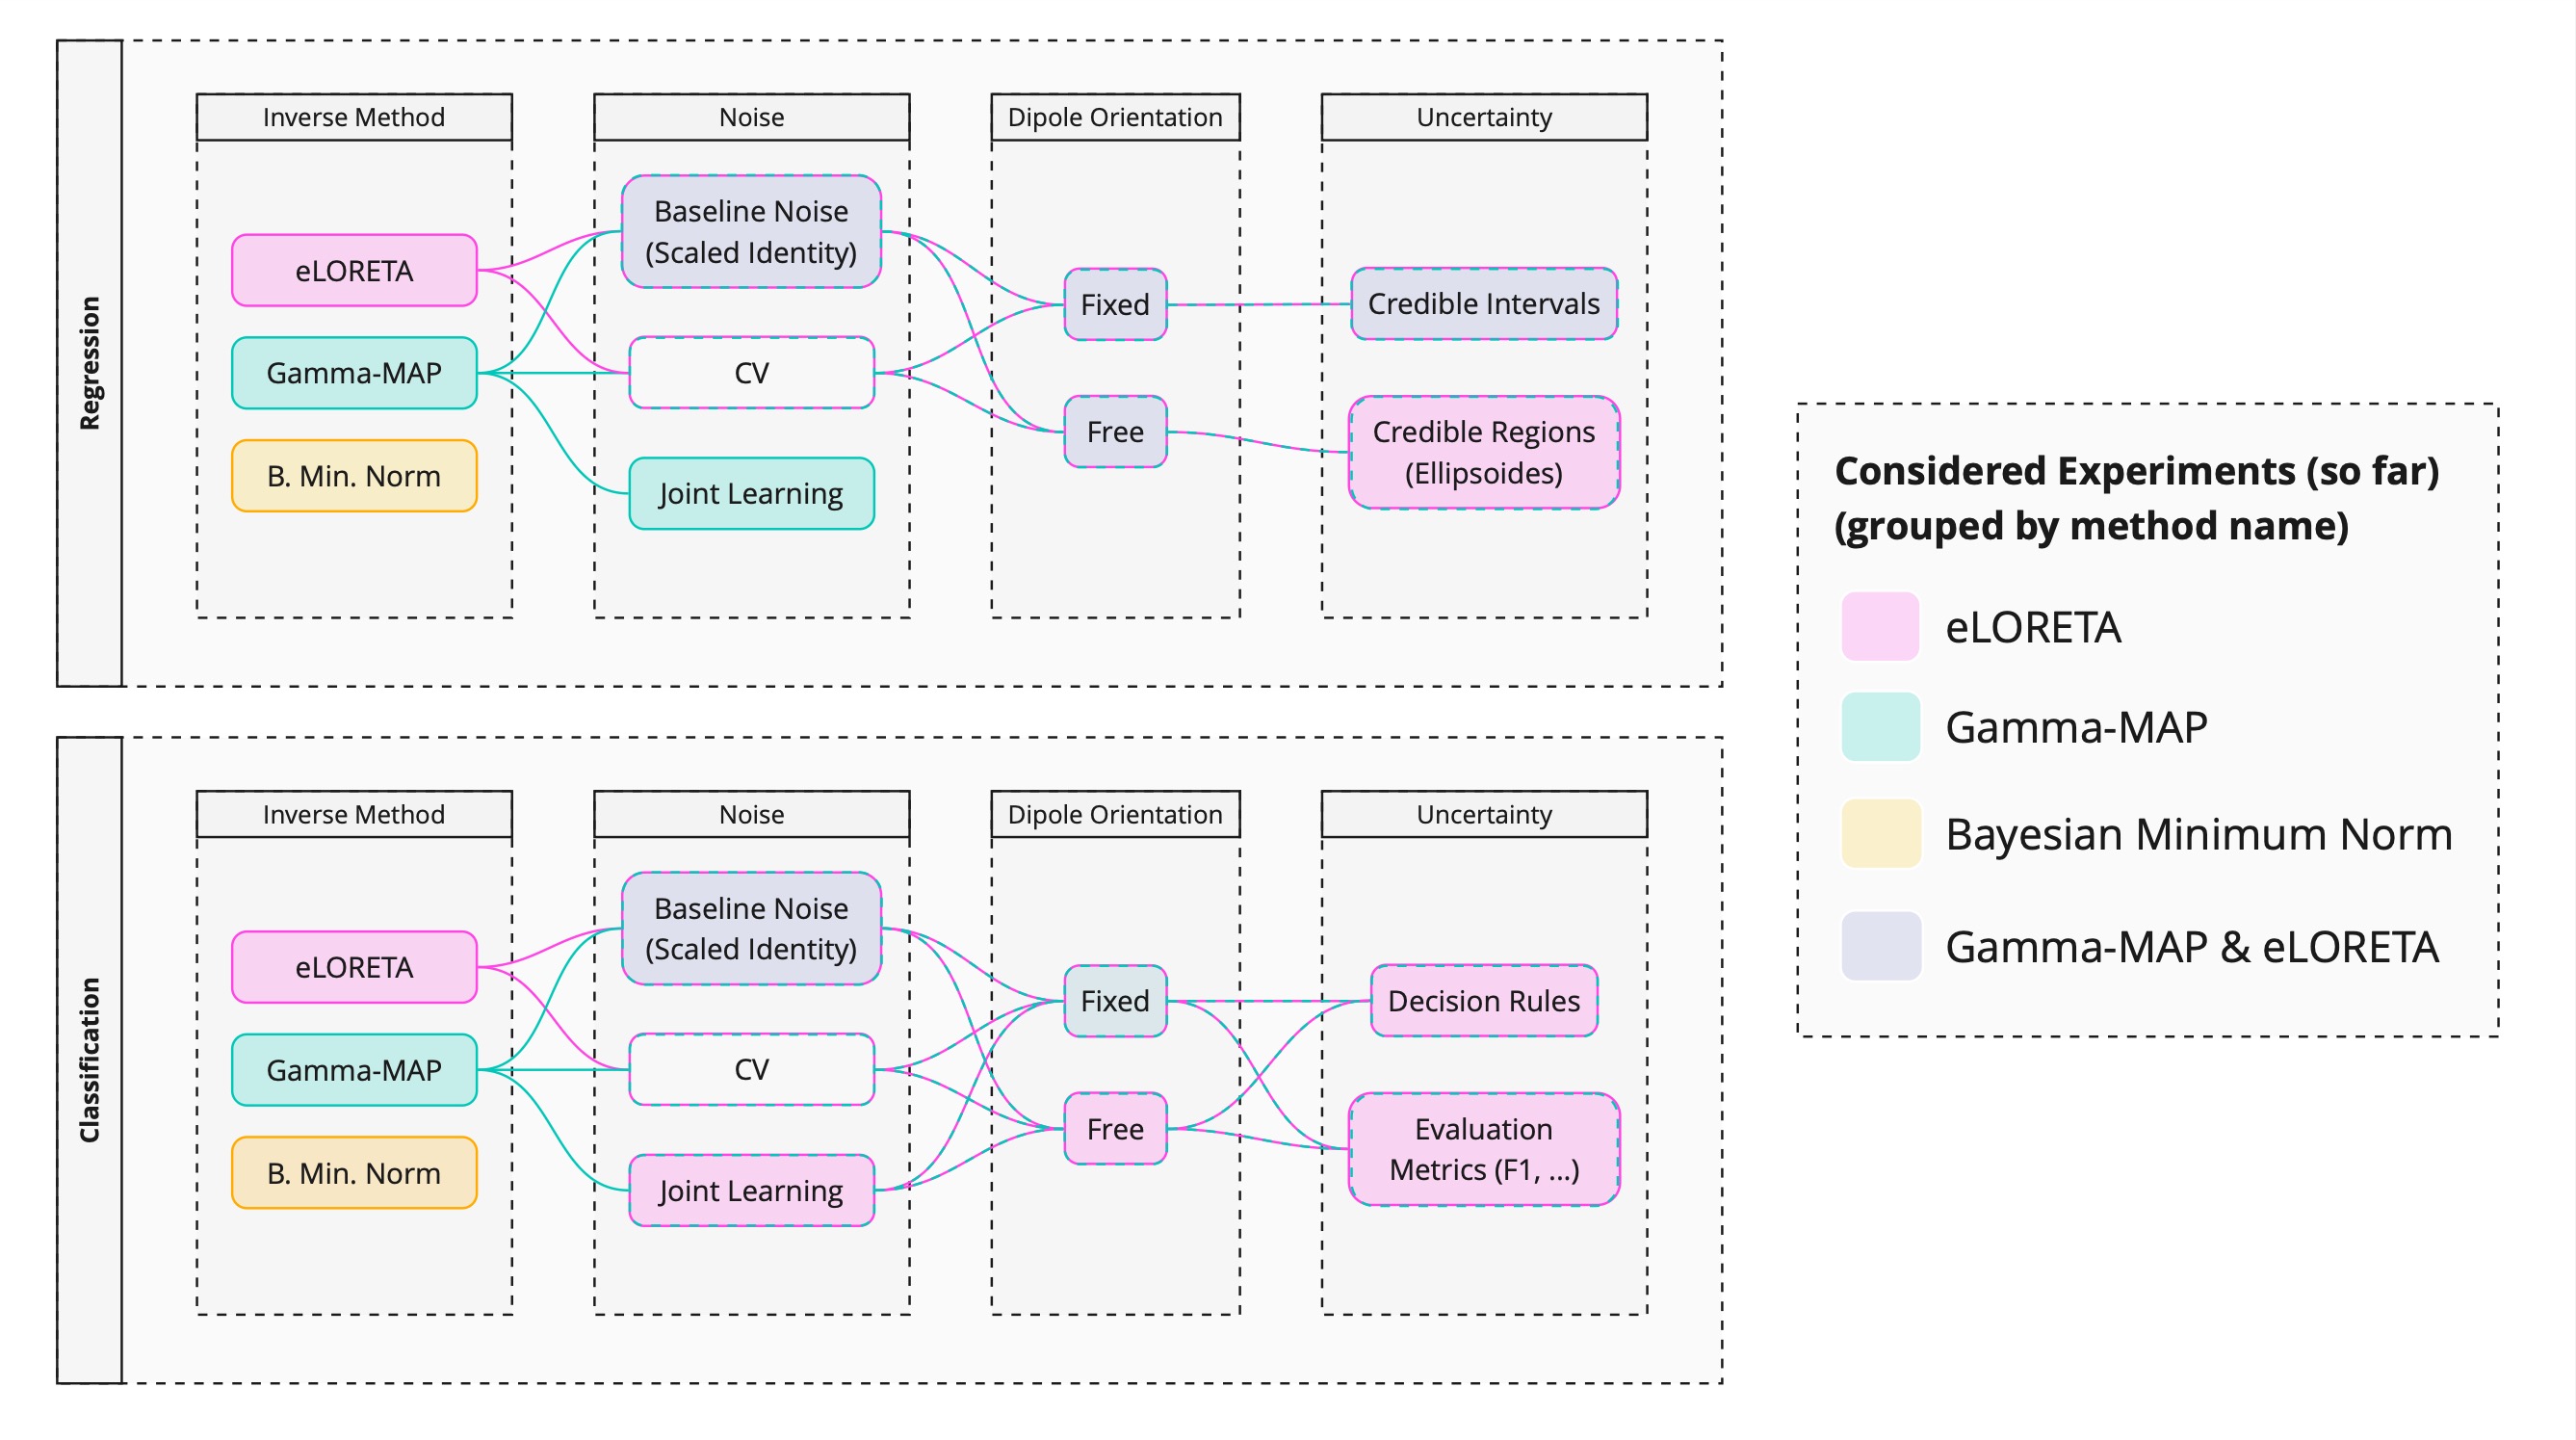 Regression
Inverse Method
eLORETA
Gamma-MAP
B. Min. Norm
Noise
Baseline Noise
(Scaled Identity)
CV
Joint Learning
Dipole Orientation
Fixed
Free
Uncertainty
Credible Intervals
Credible Regions
(Ellipsoides)
Classification
Inverse Method
eLORETA
Gamma-MAP
B. Min. Norm
Noise
Baseline Noise
(Scaled Identity)
CV
Joint Learning
Dipole Orientation
Fixed
Free
Uncertainty
Decision Rules
Evaluation
Metrics (F1, ...)
Considered Experiments (so far)
(grouped by method name)
eLORETA
Gamma-MAP
Bayesian Minimum Norm
Gamma-MAP & eLORETA